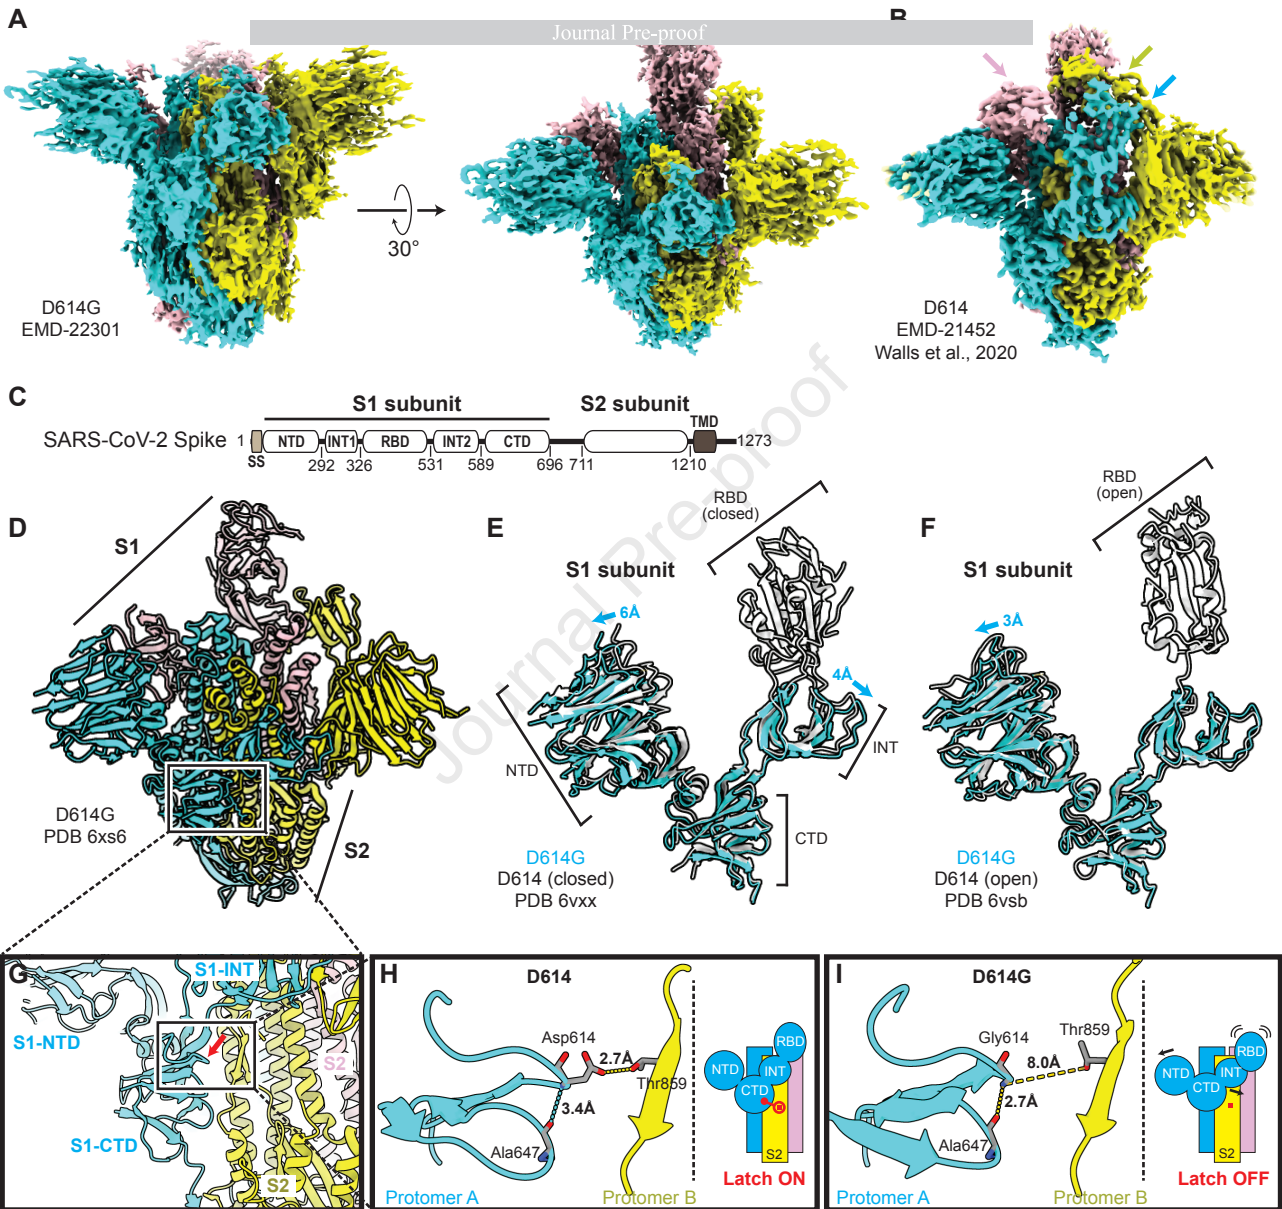 A
Journal Pre-proof
B
D614G
EMD-22301
30°
D614
EMD-21452
Walls et al., 2020
C
S1 subunit
S2 subunit
SARS-CoV-2 Spike
1
SS
NTD
INT1
RBD
INT2
CTD
TMD
1273
292
326
531
589
696
711
1210
Journal Pre-proof
D
S1
S2
D614G
PDB 6xs6
E
S1 subunit
RBD
(closed)
6Å
4Å
NTD
INT
CTD
D614G
D614 (closed)
PDB 6vxx
F
S1 subunit
RBD
(open)
3Å
D614G
D614 (open)
PDB 6vsb
G
S1-INT
S1-NTD
S2
S1-CTD
S2
H
D614
Asp614
2.7Å
Thr859
3.4Å
Ala647
Protomer A
Protomer B
RBD
NTD
INT
CTD
S2
Latch ON
I
D614G
Gly614
Thr859
8.0Å
2.7Å
Ala647
Protomer A
Protomer B
RBD
NTD
INT
CTD
S2
Latch OFF